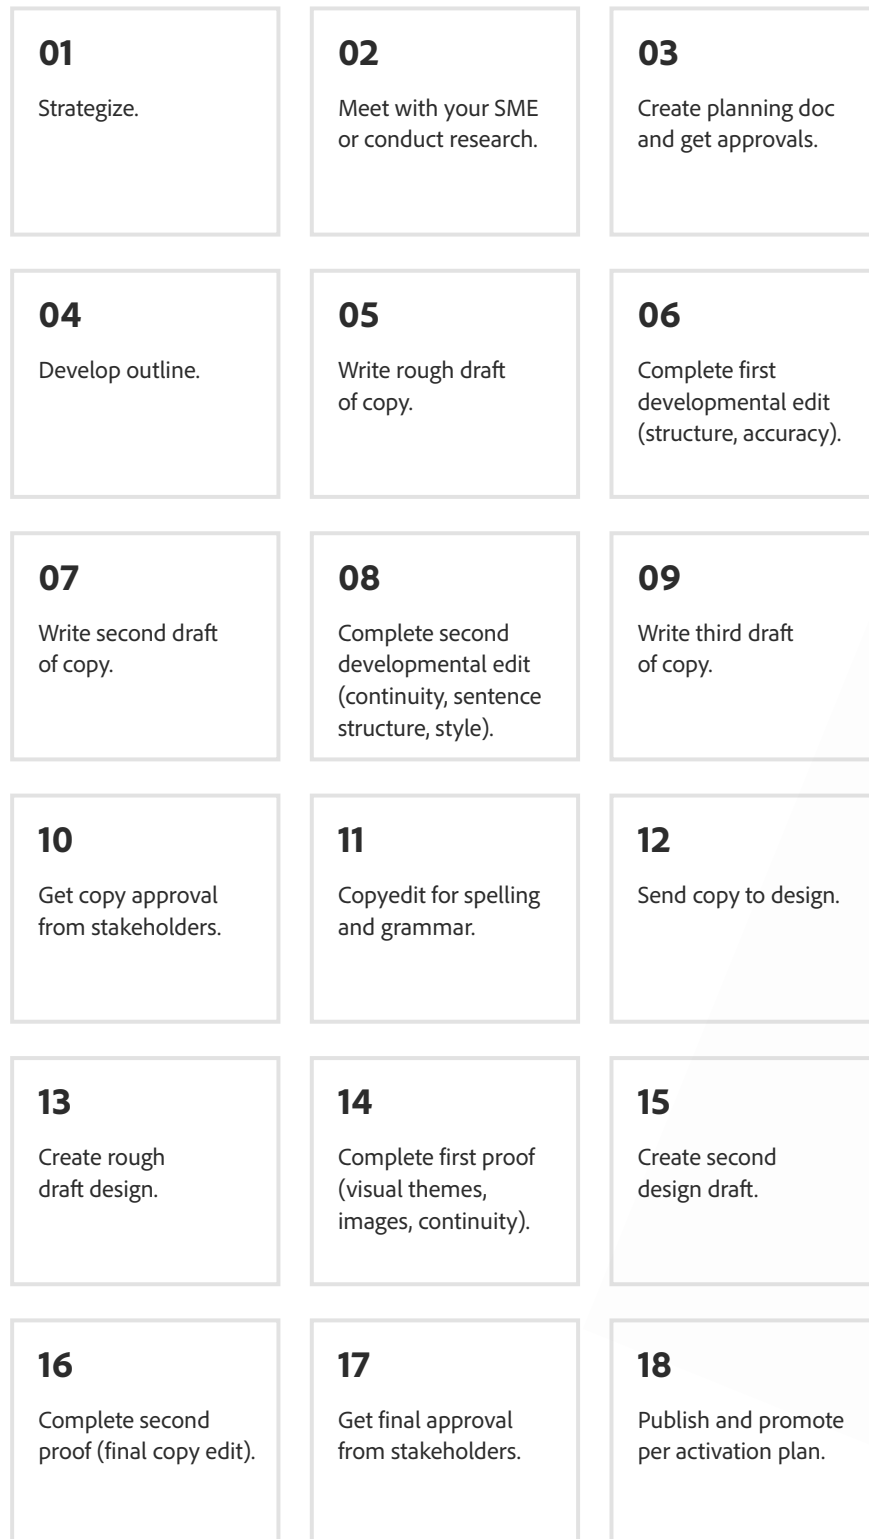 01
Strategize.
02
Meet with your SME
or conduct research.
03
Create planning doc
and get approvals.
04
Develop outline.
05
Write rough draft
of copy.
06
Complete first
developmental edit
(structure, accuracy).
07
Write second draft
of copy.
08
Complete second
developmental edit
(continuity, sentence
structure, style).
09
Write third draft
of copy.
10
Get copy approval
from stakeholders.
11
Copyedit for spelling
and grammar.
12
Send copy to design.
13
Create rough
draft design.
14
Complete first proof
(visual themes,
images, continuity).
15
Create second
design draft.
16
Complete second
proof (final copy edit).
17
Get final approval
from stakeholders.
18
Publish and promote
per activation plan.